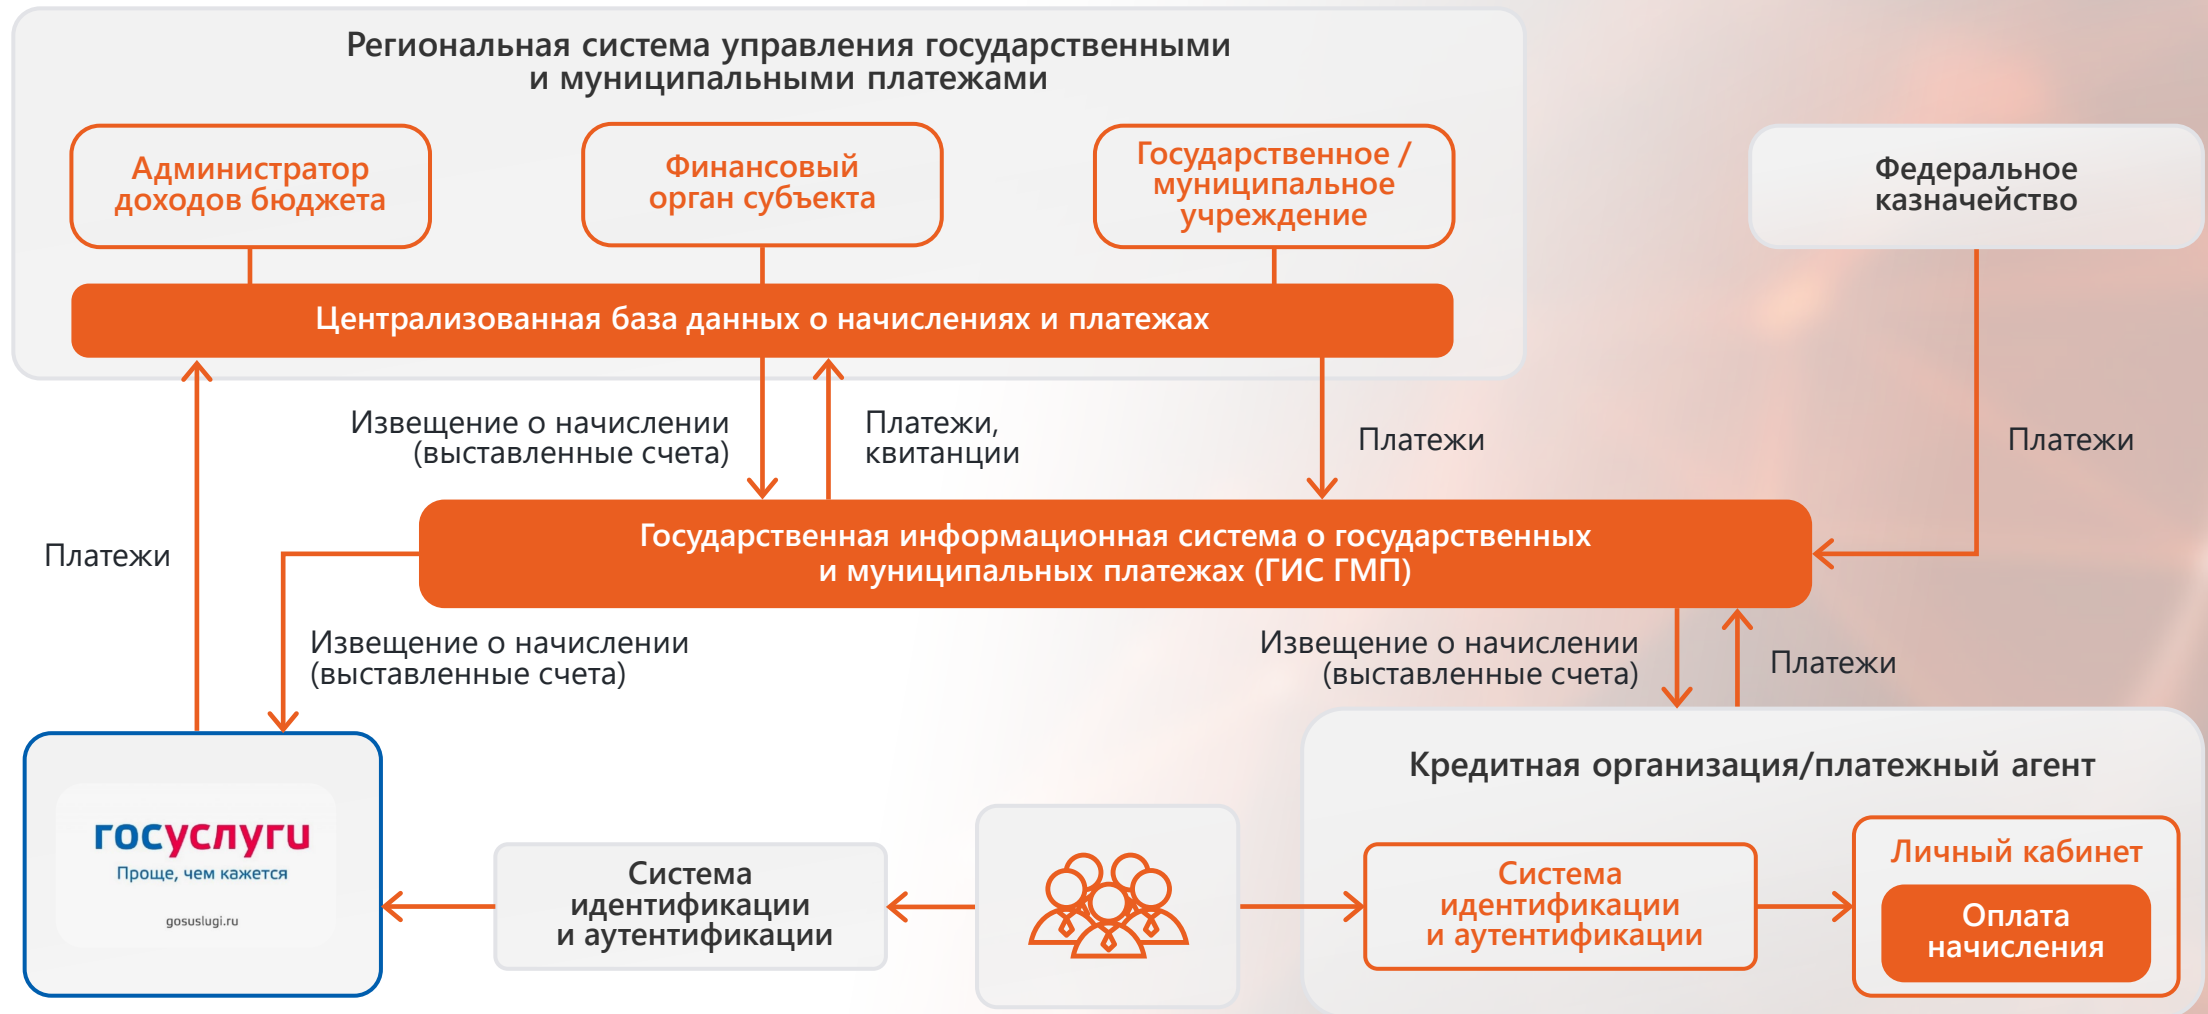 Региональная система управления государственными
и муниципальными платежами
Администратор
доходов бюджета
Финансовый
орган субъекта
Государственное /
муниципальное
учреждение
Федеральное
казначейство
Централизованная база данных о начислениях и платежах
Извещение о начислении
(выставленные счета)
Платежи,
квитанции
Платежи
Платежи
Платежи
Государственная информационная система о государственных
и муниципальных платежах (ГИС ГМП)
Извещение о начислении
(выставленные счета)
Извещение о начислении
(выставленные счета)
Платежи
госуслуги
Проще, чем кажется
gosuslugi.ru
Система
идентификации
и аутентификации
Кредитная организация/платежный агент
Система
идентификации
и аутентификации
Личный кабинет
Оплата
начисления